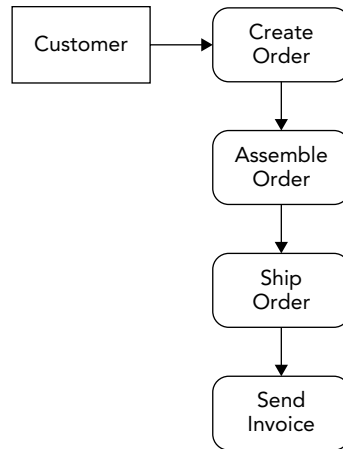 Customer
Create
Order
Assemble
Order
Ship
Order
Send
Invoice